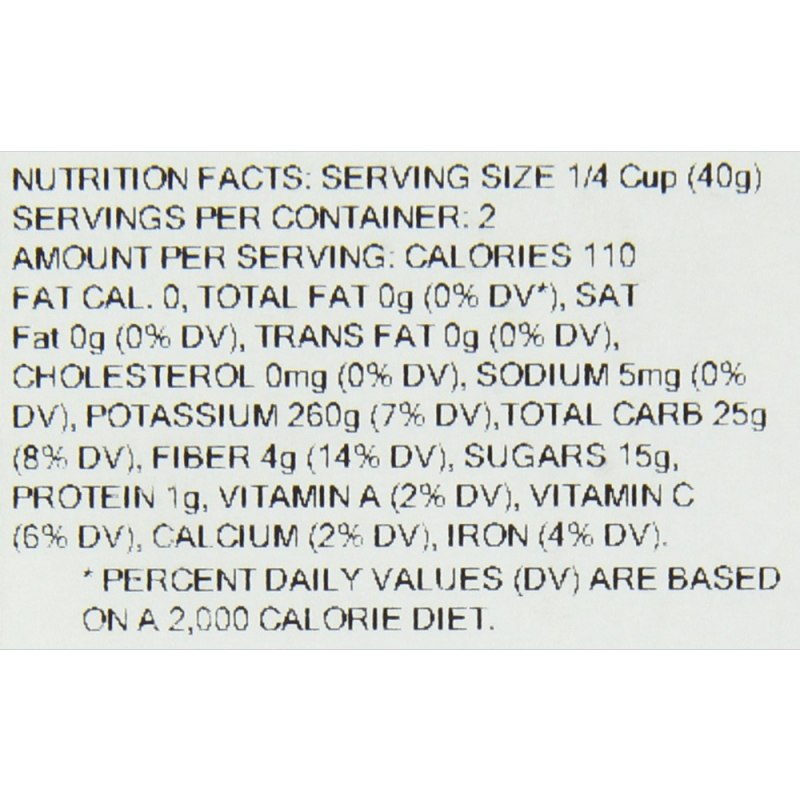 NUTRITION FACTS: SERVING SIZE 1/4 Cup (40g)
SERVINGS PER CONTAINER: 2
AMOUNT PER SERVING: CALORIES 110
FAT CAL. 0, TOTAL FAT 0g (0% DV*), SAT
Fat 0g (0% DV), TRANS FAT 0g (0% DV),
CHOLESTEROL 0mg (0% DV), SODIUM 5mg (0%
DV), POTASSIUM 260g (7% DV),TOTAL CARB 25g
(8% DV), FIBER 4g (14% DV), SUGARS 15g,
PROTEIN 1g, VITAMIN A (2% DV), VITAMIN C
(6% DV), CALCIUM (2% DV), IRON (4% DV).
* PERCENT DAILY VALUES (DV) ARE BASED
ON A 2,000 CALORIE DIET.